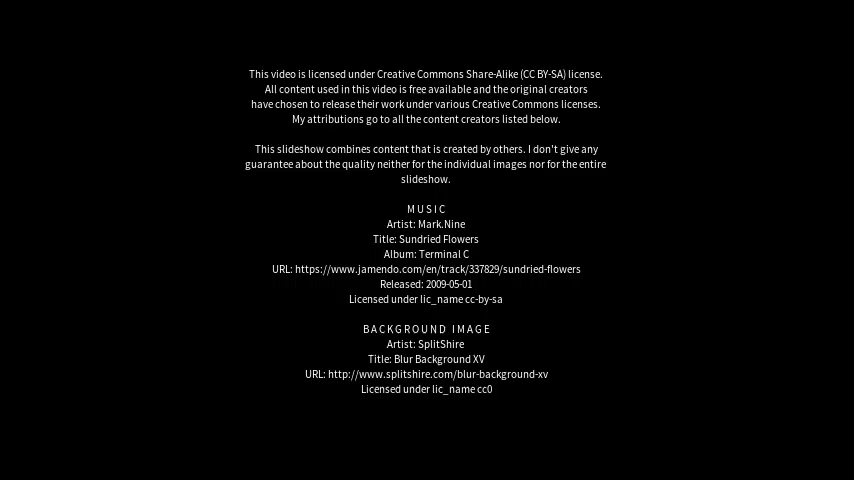 This video is licensed under Creative Commons Share-Alike (CC BY-SA) license.
All content used in this video is free available and the original creators
have chosen to release their work under various Creative Commons licenses.
My attributions go to all the content creators listed below.
This slideshow combines content that is created by others. I don't give any
guarantee about the quality neither for the individual images nor for the entire
slideshow.
MUSIC
Artist: Mark.Nine
Title: Sundried Flowers
Album: Terminal C
URL: https://www.jamendo.com/en/track/337829/sundried-flowers
Released: 2009-05-01
Licensed under lic_name cc-by-sa
BACKGROUND IMAGE
Artist: SplitShire
Title: Blur Background XV
URL: http://www.splitshire.com/blur-background-xv
Licensed under lic_name cc0